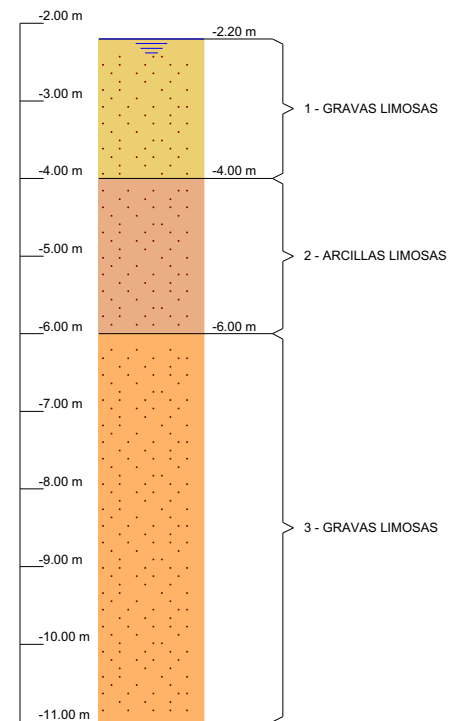 -2.00 m
-2.20 m
-3.00 m
1 - GRAVAS LIMOSAS
-4.00 m
-4.00 m
-5.00 m
2 - ARCILLAS LIMOSAS
-6.00 m
-6.00 m
-7.00 m
-8.00 m
3 - GRAVAS LIMOSAS
-9.00 m
-10.00 m
-11.00 m